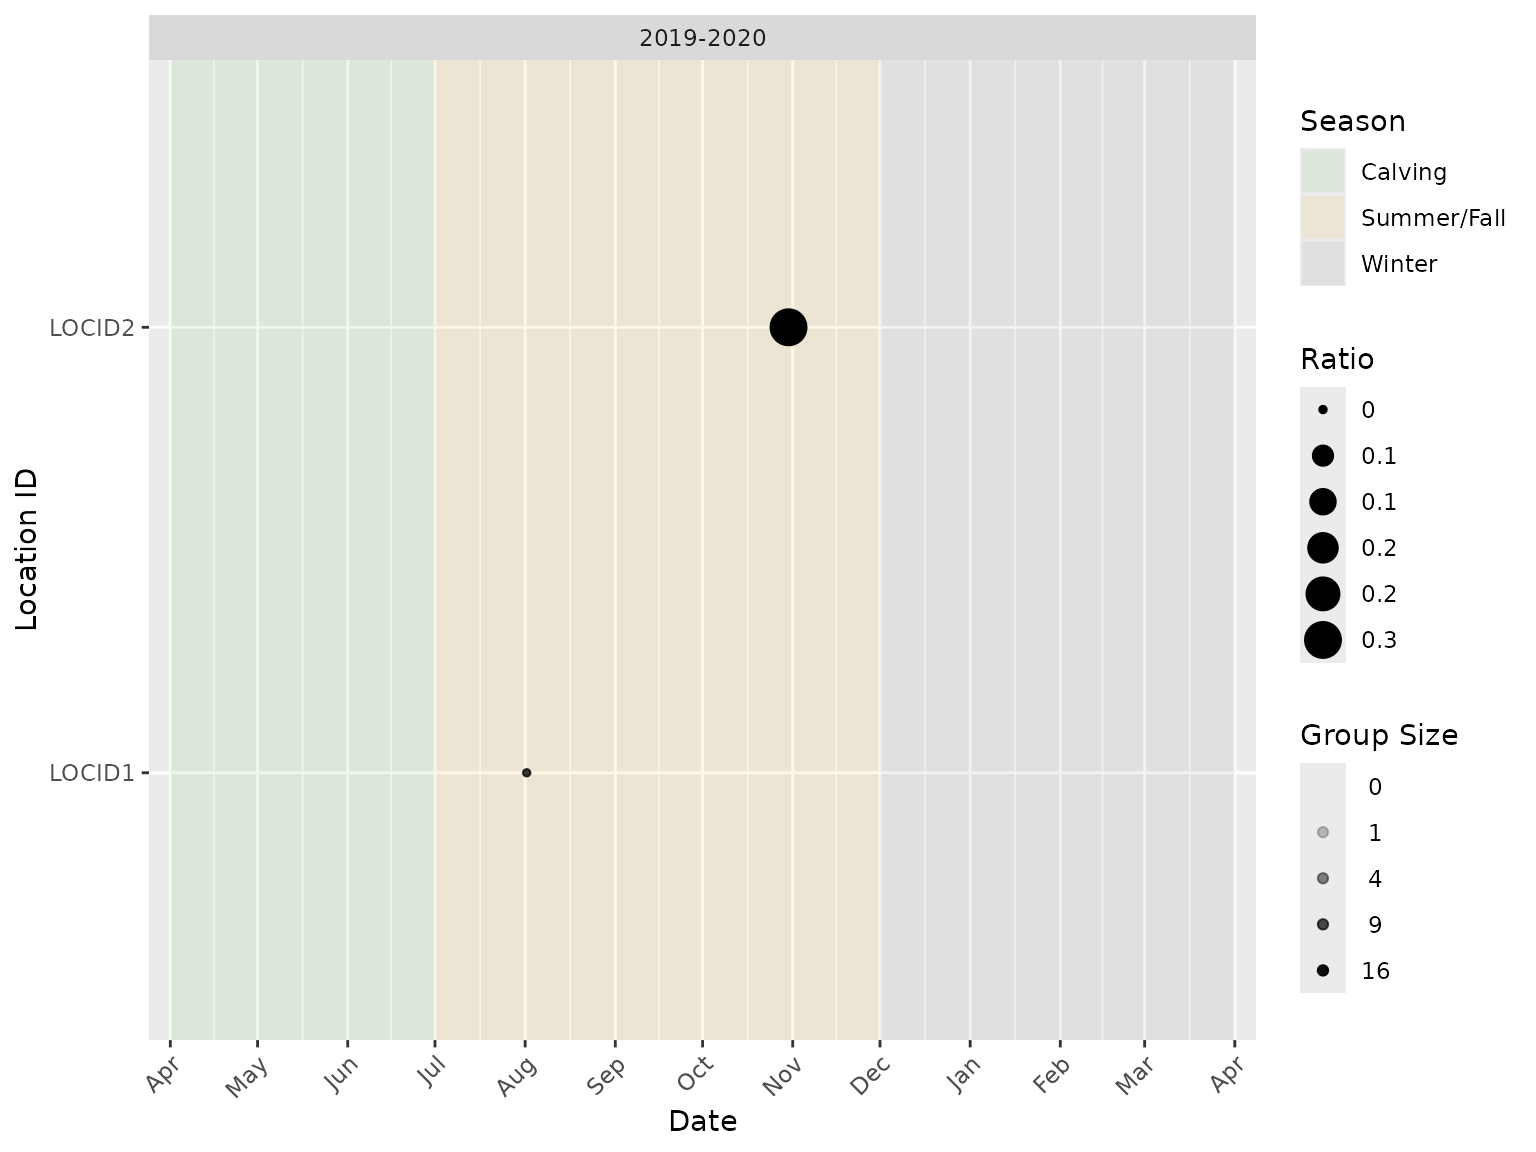 2019-2020
LOCID2
LOCID1
Location ID
Apr
May
Jun
Jul
Aug
Sep
Oct
Nov
Dec
Jan
Feb
Mar
Apr
Date
Season
Calving
Summer/Fall
Winter
Ratio
0
0.1
0.1
0.2
0.2
0.3
Group Size
0
1
4
9
16